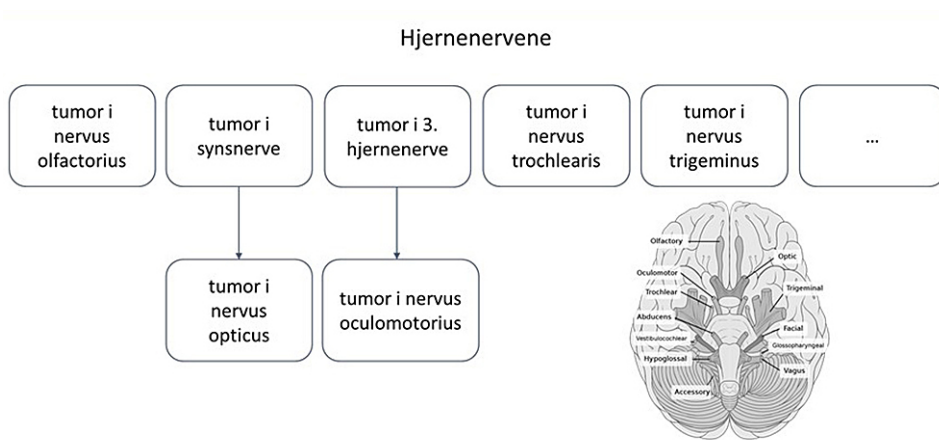 Hjernenervene
tumor i
nervus
olfactorius
tumor i
synsnerve
tumor i 3.
hjernenerve
tumor i
nervus
trochlearis
tumor i
nervus
trigeminus
...
tumor i
nervus
opticus
tumor i nervus
oculomotorius
Olfactory
Optic
Oculomotor
Trochlear
Trigeminal
Abducens
Facial
Vestibulocochlear
Glossopharyngeal
Hypoglossal
Vagus
Accessory